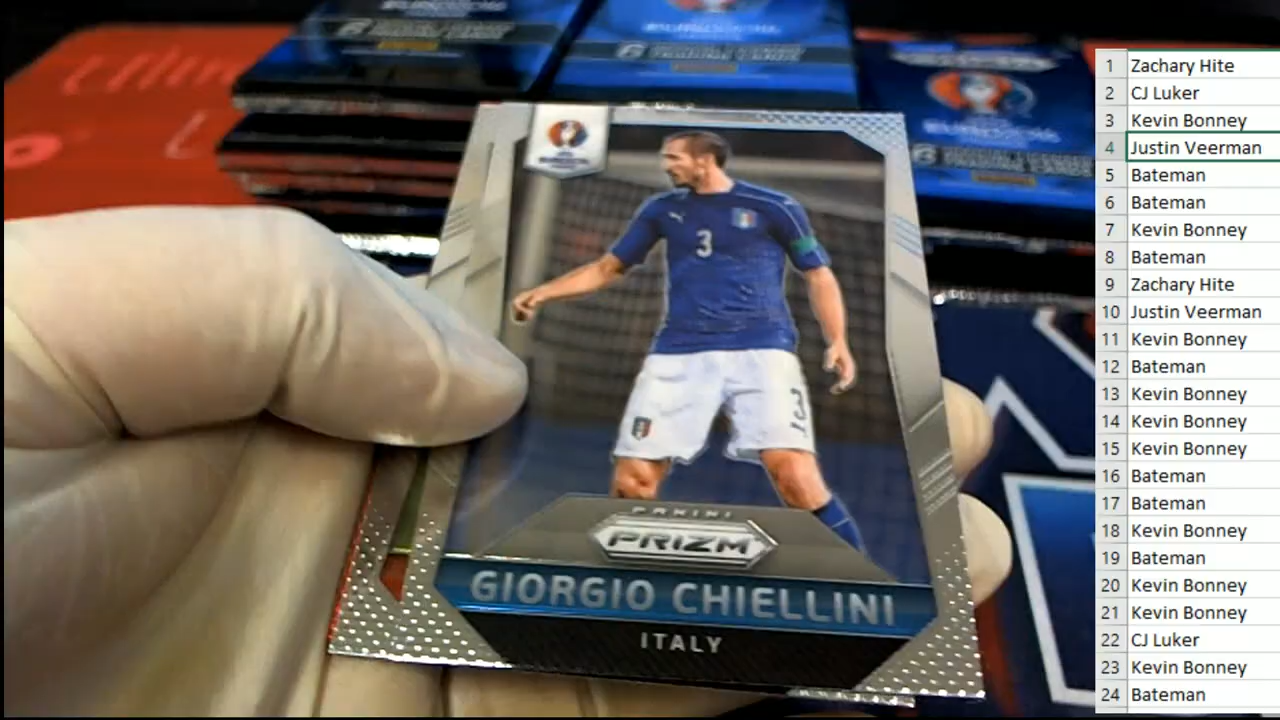 3
PANINI
PRIZM
GIORGIO CHIELLINI
ITALY
1 Zachary Hite
2 CJ Luker
3 Kevin Bonney
4 Justin Veerman
5 Bateman
6 Bateman
7 Kevin Bonney
8 Bateman
9 Zachary Hite
10 Justin Veerman
11 Kevin Bonney
12 Bateman
13 Kevin Bonney
14 Kevin Bonney
15 Kevin Bonney
16 Bateman
17 Bateman
18 Kevin Bonney
19 Bateman
20 Kevin Bonney
21 Kevin Bonney
22 CJ Luker
23 Kevin Bonney
24 Bateman